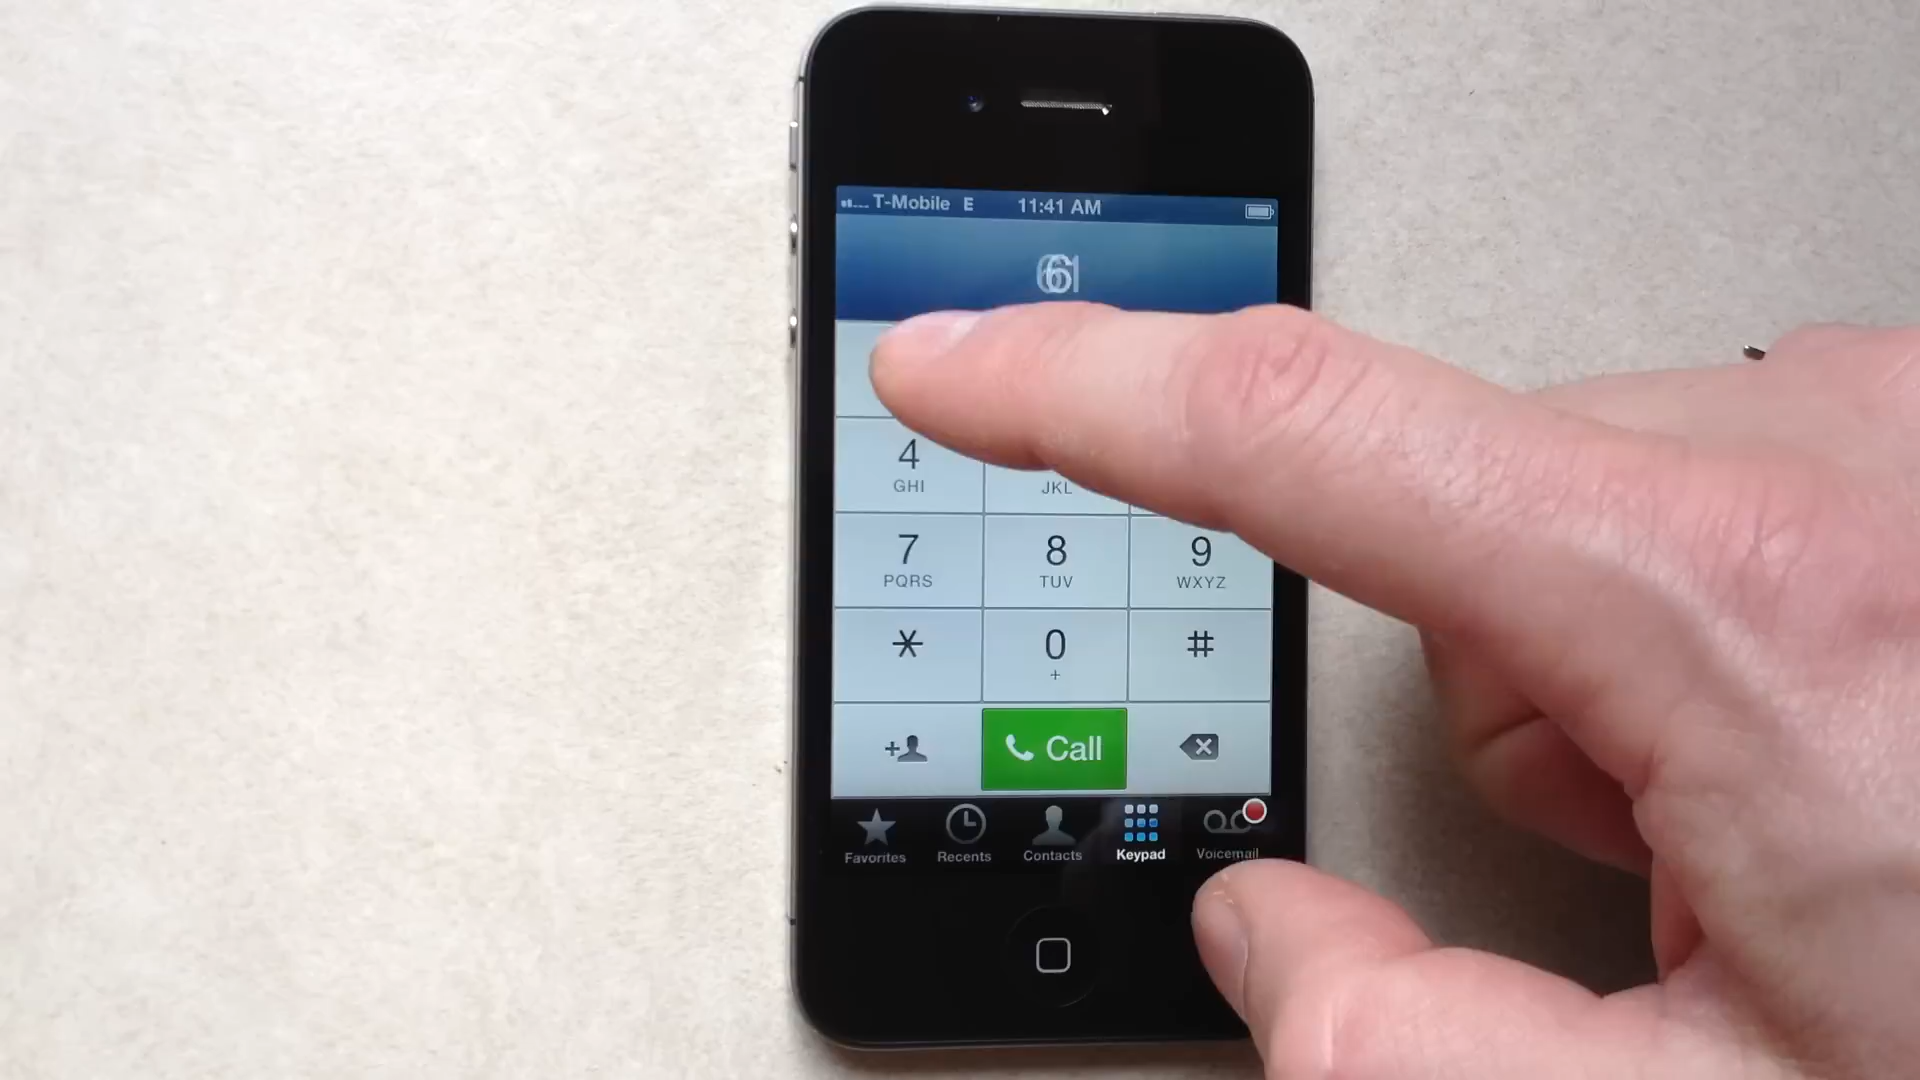 T-Mobile E 11:41 AM
61
4
GHI
JKL
7 8 9
PQRS TUV WXYZ
* 0 #
+
+ Call
Favorites Recents Contacts Keypad Voicemail